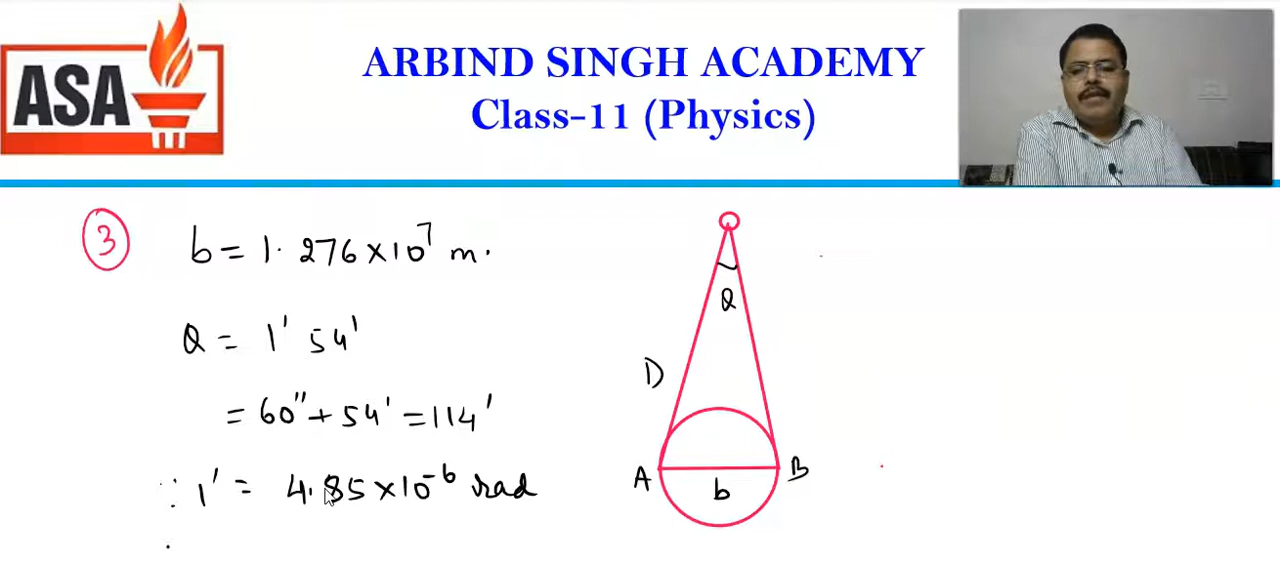 ASA
ARBIND SINGH ACADEMY
Class-11 (Physics)
3 b = 1.276 × 10⁷ m.
θ = 1' 54'
= 60" + 54' = 114'
∵ 1' = 4.85 × 10⁻⁶ rad
θ
D
A
B
b